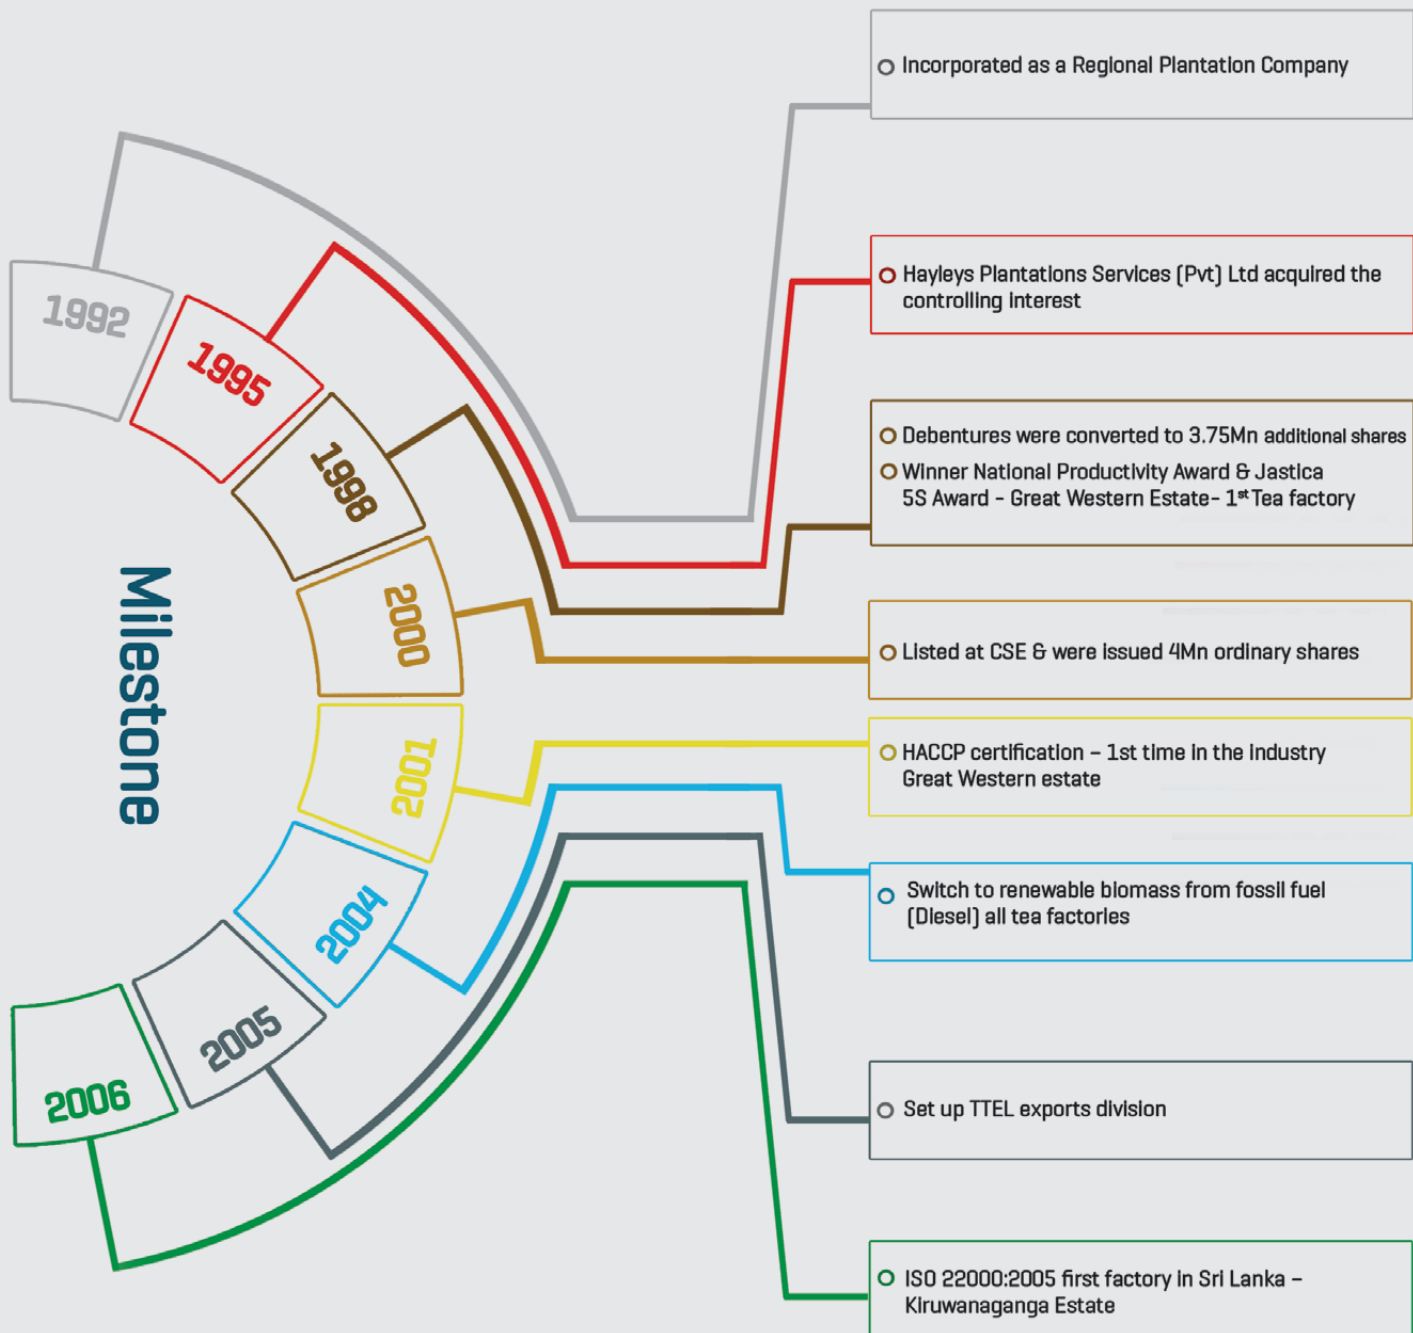 Milestone
1992
Incorporated as a Regional Plantation Company
1995
Hayleys Plantations Services (Pvt) Ltd acquired the
controlling interest
1998
Debentures were converted to 3.75Mn additional shares
Winner National Productivity Award & Jastica
5S Award - Great Western Estate- 1st Tea factory
2000
Listed at CSE & were issued 4Mn ordinary shares
2001
HACCP certification – 1st time in the industry
Great Western estate
2004
Switch to renewable biomass from fossil fuel
(Diesel) all tea factories
2005
Set up TTEL exports division
2006
ISO 22000:2005 first factory in Sri Lanka –
Kiruwanaganga Estate